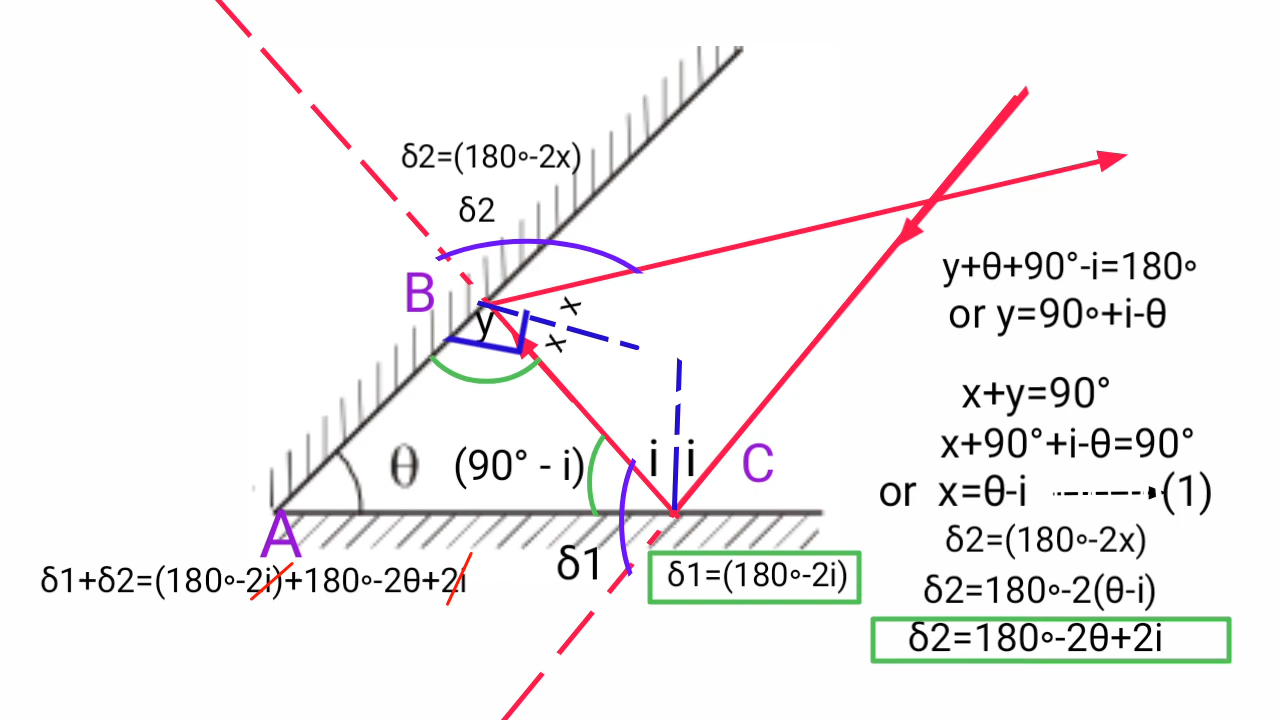 δ2=(180∘-2x)
δ2
B
y
x
x
y+θ+90°-i=180∘
or y=90∘+i-θ
x+y=90°
x+90°+i-θ=90°
or x=θ-i (1)
θ
(90° - i)
i
i
C
A
δ1
δ1=(180∘-2i)
δ2=(180∘-2x)
δ2=180∘-2(θ-i)
δ2=180∘-2θ+2i
δ1+δ2=(180∘-2i)+180∘-2θ+2i